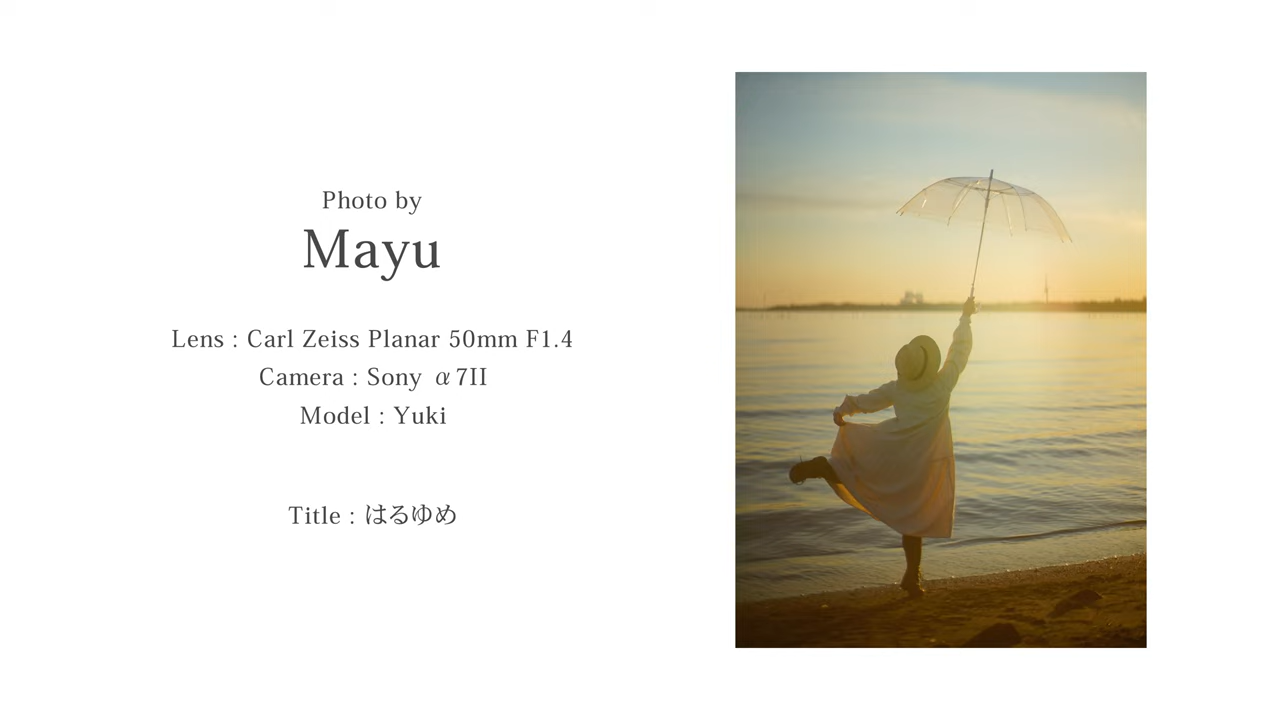 Photo by
Mayu
Lens : Carl Zeiss Planar 50mm F1.4
Camera : Sony α7II
Model : Yuki
Title : はるゆめ